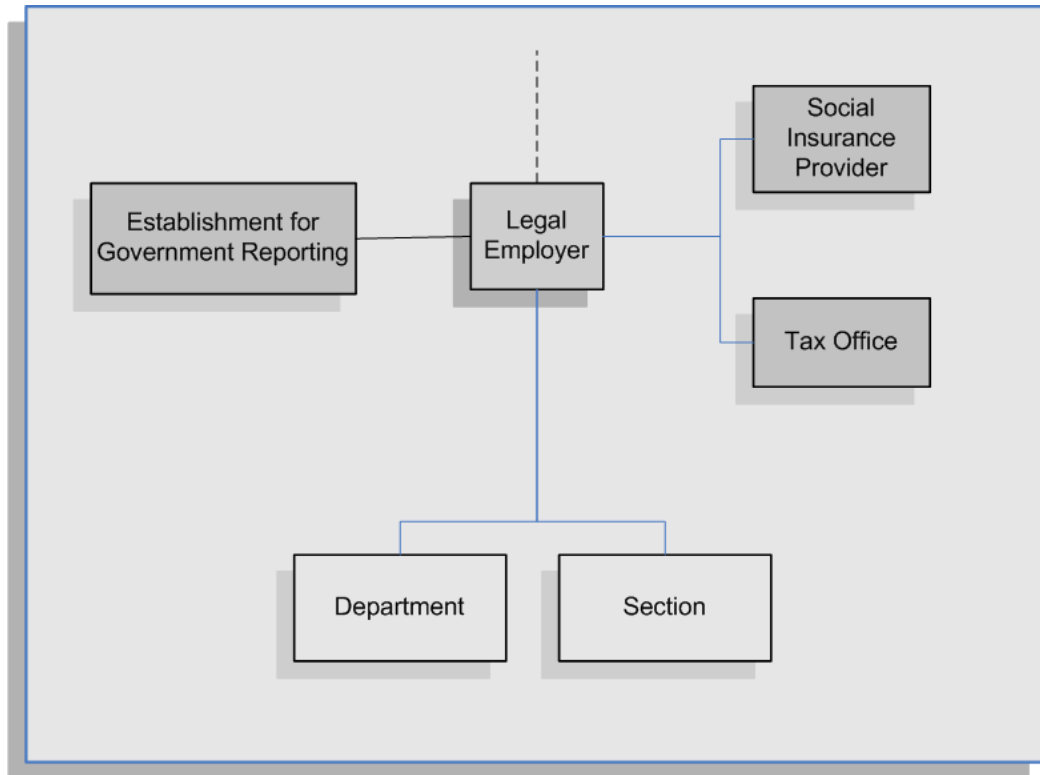 Social
Insurance
Provider
Establishment for
Government Reporting
Legal
Employer
Tax Office
Department
Section